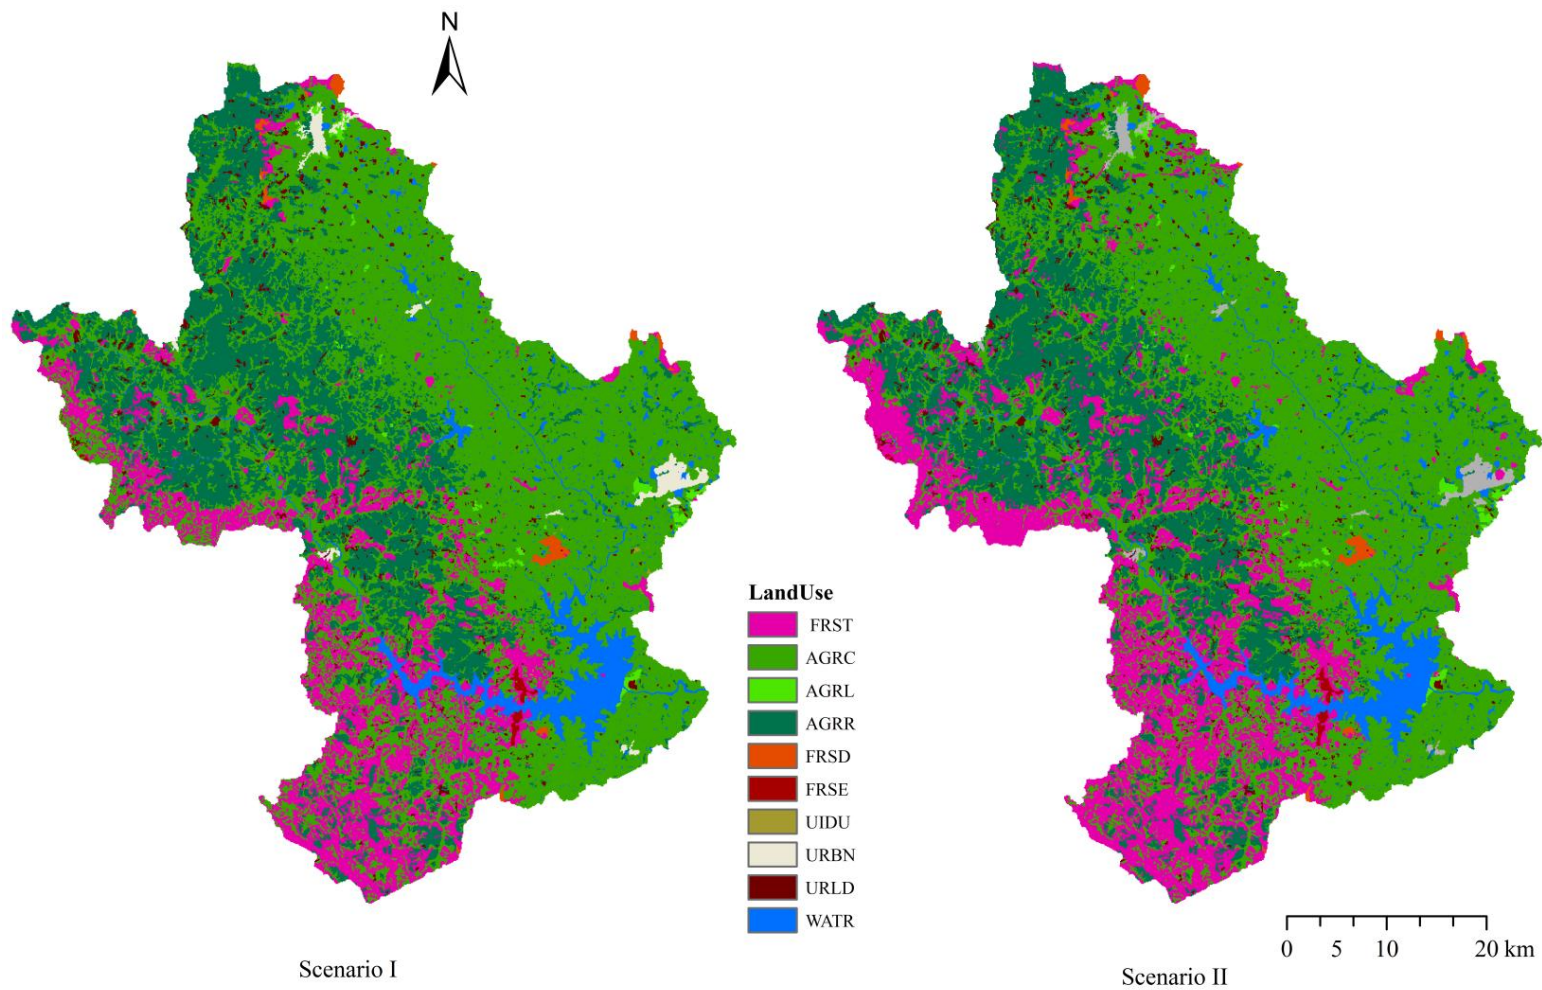 N
LandUse
FRST
AGRC
AGRL
AGRR
FRSD
FRSE
UIDU
URBN
URLD
WATR
0 5 10 20 km
Scenario I
Scenario II